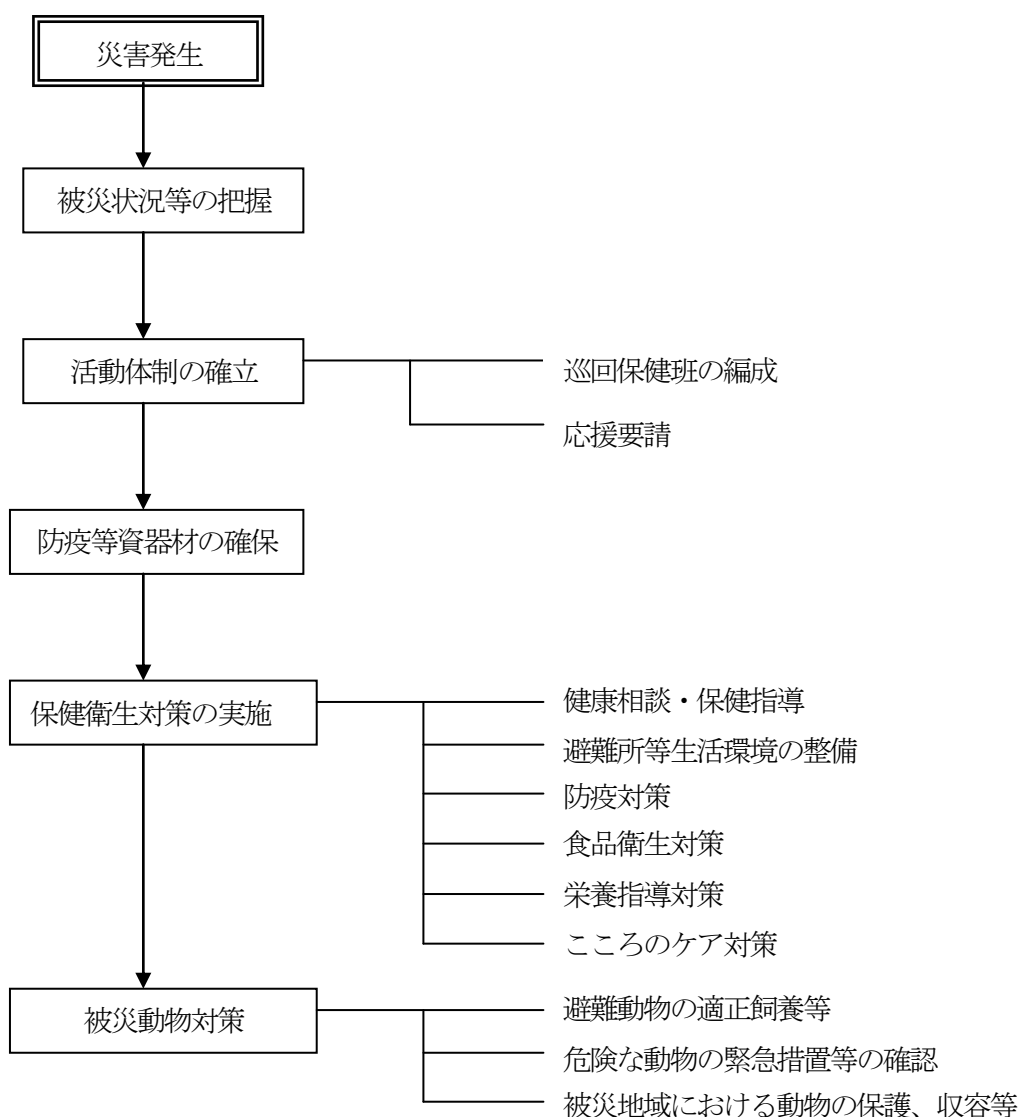 災害発生
被災状況等の把握
活動体制の確立
巡回保健班の編成
応援要請
防疫等資器材の確保
保健衛生対策の実施
健康相談・保健指導
避難所等生活環境の整備
防疫対策
食品衛生対策
栄養指導対策
こころのケア対策
被災動物対策
避難動物の適正飼養等
危険な動物の緊急措置等の確認
被災地域における動物の保護、収容等